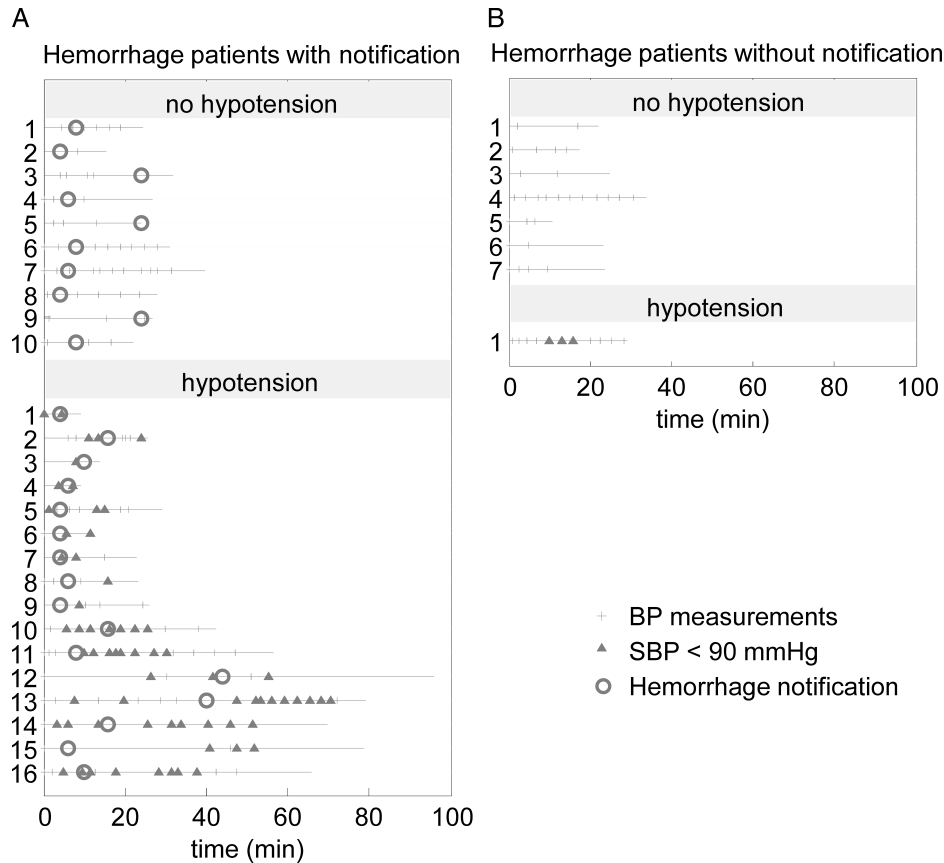 A
Hemorrhage patients with notification
no hypotension
1
2
3
4
5
6
7
8
9
10
hypotension
1
2
3
4
5
6
7
8
9
10
11
12
13
14
15
16
0 20 40 60 80 100
time (min)
B
Hemorrhage patients without notification
no hypotension
1
2
3
4
5
6
7
hypotension
1
0 20 40 60 80 100
time (min)
BP measurements
SBP < 90 mmHg
Hemorrhage notification